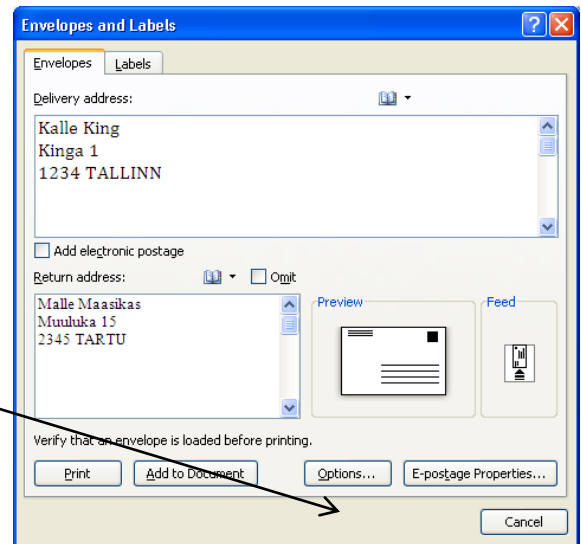 Envelopes and Labels
Envelopes Labels
Delivery address:
Kalle King
Kinga 1
1234 TALLINN
Add electronic postage
Return address: Omit
Malle Maasikas
Muuluka 15
2345 TARTU
Preview Feed
Verify that an envelope is loaded before printing.
Print Add to Document Options... E-postage Properties...
Cancel